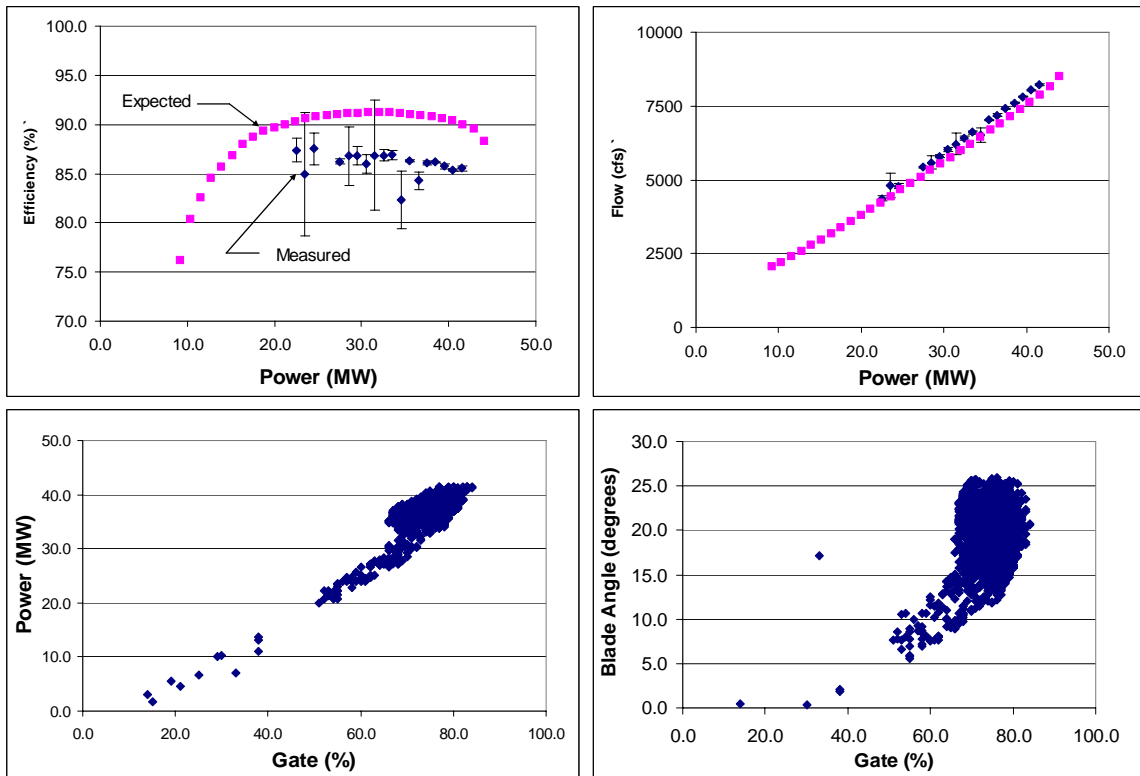 100.0
95.0
90.0
85.0
80.0
75.0
70.0
Efficiency (%) `
Expected
Measured
0.0 10.0 20.0 30.0 40.0 50.0
Power (MW)
10000
7500
5000
2500
0
Flow (cfs) `
0.0 10.0 20.0 30.0 40.0 50.0
Power (MW)
50.0
40.0
30.0
20.0
10.0
0.0
Power (MW)
0.0 20.0 40.0 60.0 80.0 100.0
Gate (%)
30.0
25.0
20.0
15.0
10.0
5.0
0.0
Blade Angle (degrees)
0.0 20.0 40.0 60.0 80.0 100.0
Gate (%)